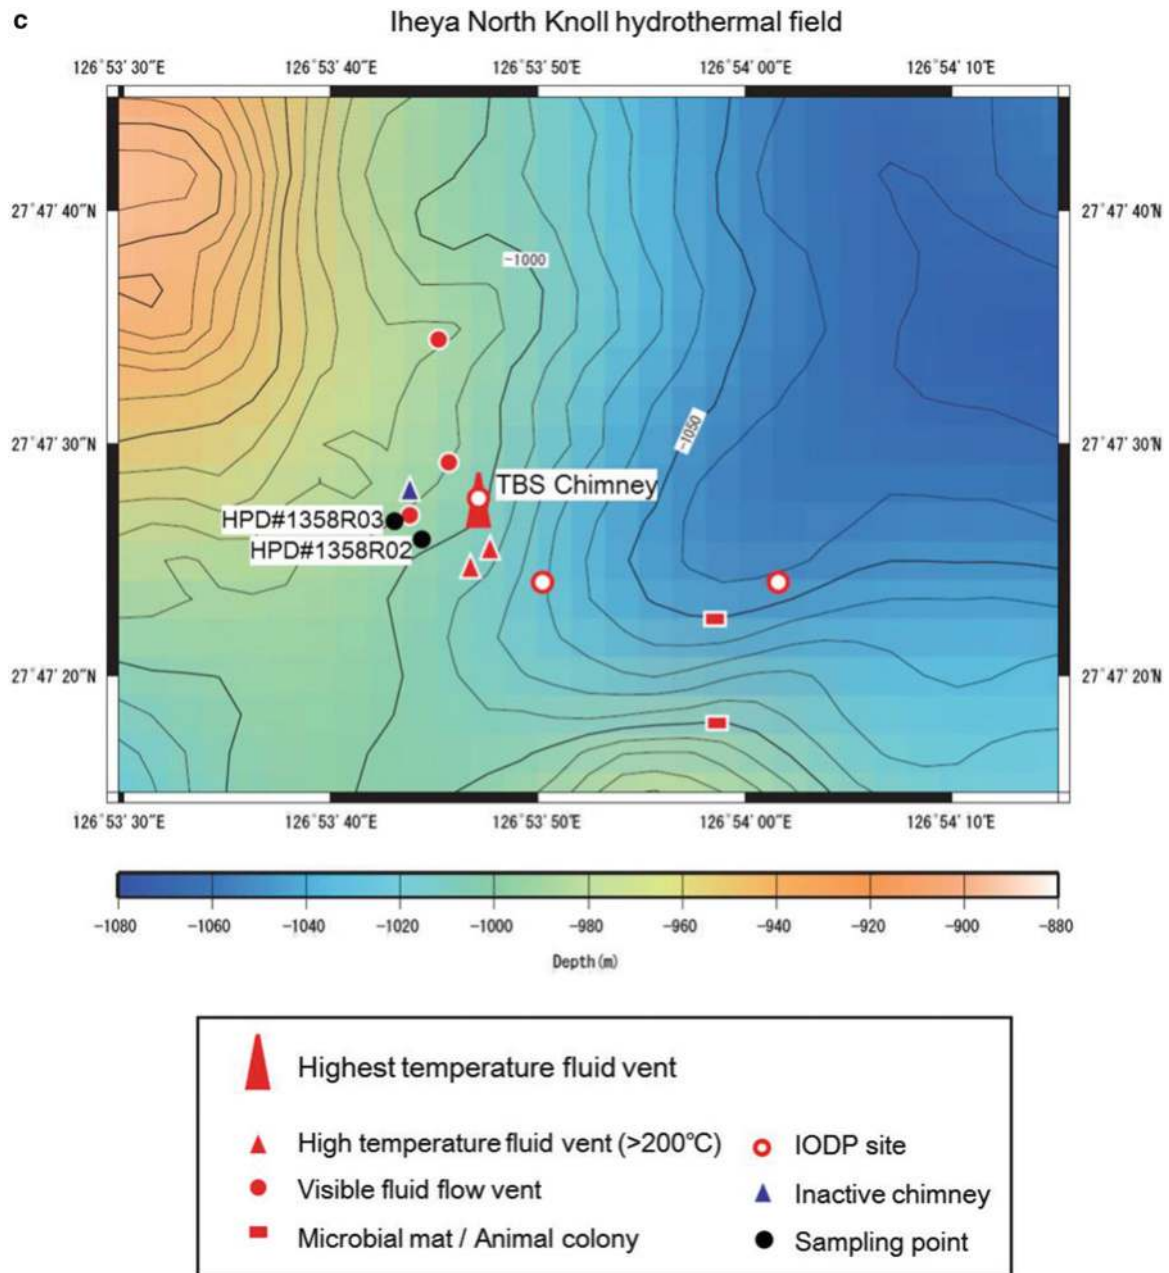 c
Iheya North Knoll hydrothermal field
126°53'30"E 126°53'40"E 126°53'50"E 126°54'00"E 126°54'10"E
27°47'40"N 27°47'40"N
-1000
27°47'30"N -1050 27°47'30"N
TBS Chimney
HPD#1358R03
HPD#1358R02
27°47'20"N 27°47'20"N
126°53'30"E 126°53'40"E 126°53'50"E 126°54'00"E 126°54'10"E
-1080 -1060 -1040 -1020 -1000 -980 -960 -940 -920 -900 -880
Depth(m)
Highest temperature fluid vent
High temperature fluid vent (>200℃) IODP site
Visible fluid flow vent Inactive chimney
Microbial mat / Animal colony Sampling point